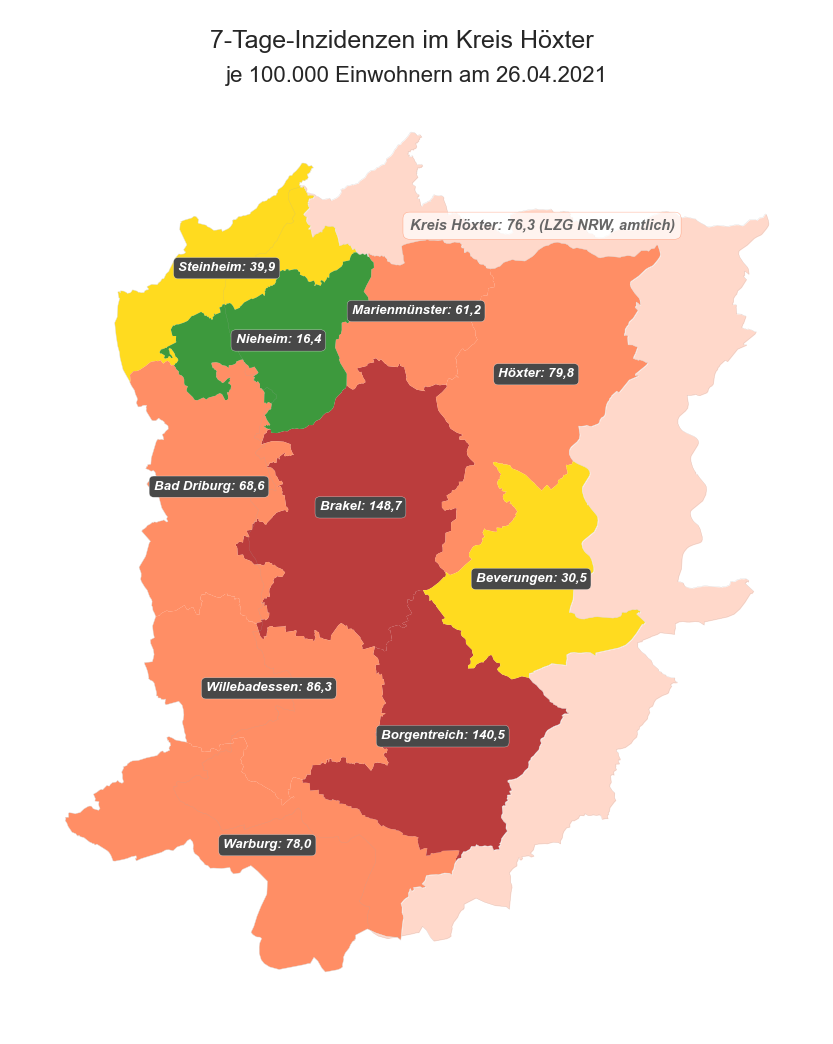 7-Tage-Inzidenzen im Kreis Höxter
je 100.000 Einwohnern am 26.04.2021
Kreis Höxter: 76,3 (LZG NRW, amtlich)
Steinheim: 39,9
Marienmünster: 61,2
Nieheim: 16,4
Höxter: 79,8
Bad Driburg: 68,6
Brakel: 148,7
Beverungen: 30,5
Willebadessen: 86,3
Borgentreich: 140,5
Warburg: 78,0